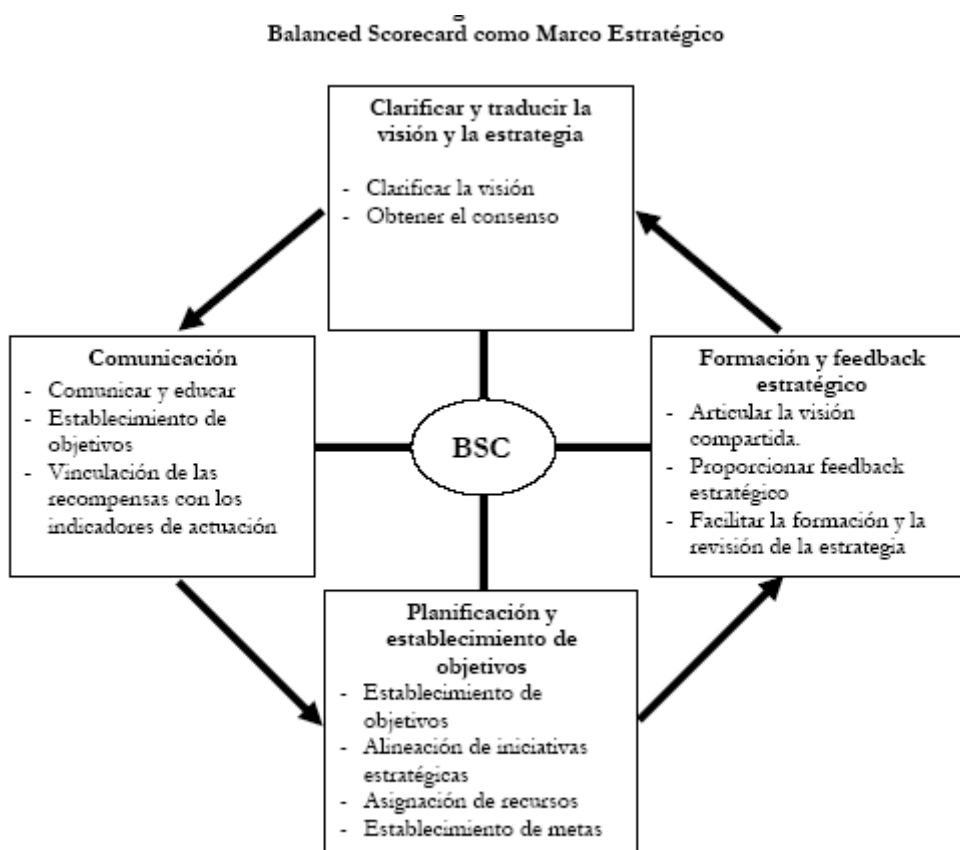 Balanced Scorecard como Marco Estratégico
Clarificar y traducir la
visión y la estrategia
- Clarificar la visión
- Obtener el consenso
Comunicación
- Comunicar y educar
- Establecimiento de
objetivos
- Vinculación de las
recompensas con los
indicadores de actuación
BSC
Formación y feedback
estratégico
- Articular la visión
compartida.
- Proporcionar feedback
estratégico
- Facilitar la formación y la
revisión de la estrategia
Planificación y
establecimiento de
objetivos
- Establecimiento de
objetivos
- Alineación de iniciativas
estratégicas
- Asignación de recursos
- Establecimiento de metas